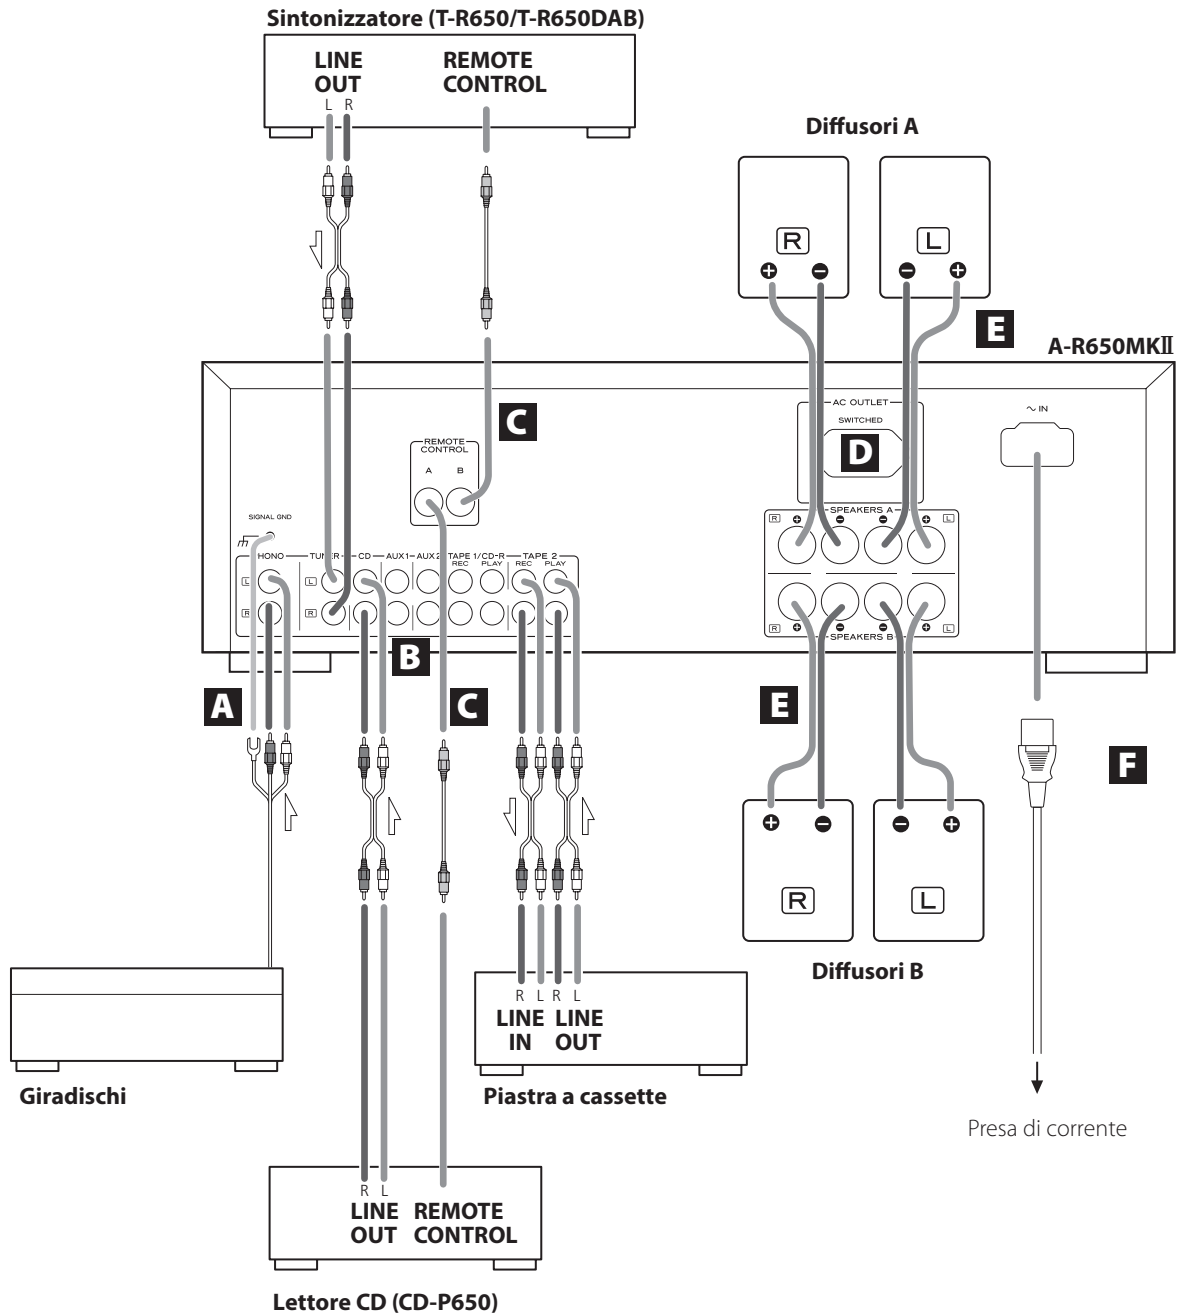 Sintonizzatore (T-R650/T-R650DAB)
LINE
OUT
L R
REMOTE
CONTROL
Diffusori A
R
L
+ − − +
E
A-R650MKⅡ
C
REMOTE
CONTROL
A B
AC OUTLET
SWITCHED
D
∼ IN
SIGNAL GND
HONO TUNER CD AUX1 AUX2 TAPE 1/CD-R TAPE 2
REC PLAY REC PLAY
L L
R R
R + − SPEAKERS A − + L
R + − SPEAKERS B − + L
B
A
C
E
F
+ − − +
R
L
Diffusori B
R L R L
LINE LINE
IN OUT
Giradischi
Piastra a cassette
Presa di corrente
R L
LINE REMOTE
OUT CONTROL
Lettore CD (CD-P650)